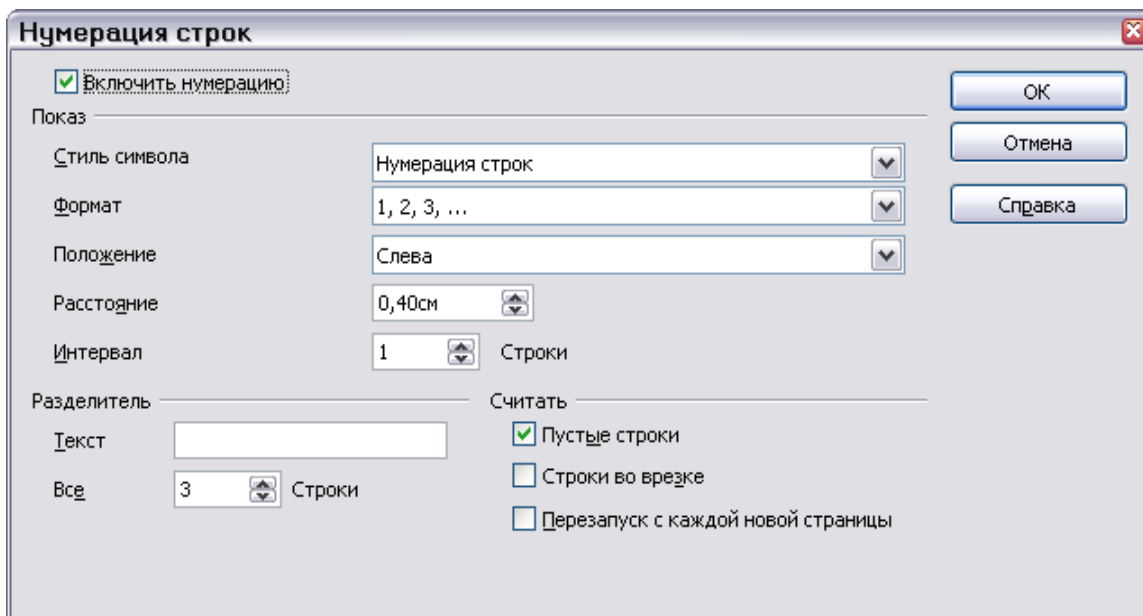 Нумерация строк
Включить нумерацию
Показ
Стиль символа
Нумерация строк
Формат
1, 2, 3, ...
Положение
Слева
Расстояние
0,40см
Интервал
1
Строки
Разделитель
Текст
Все
3
Строки
Считать
Пустые строки
Строки во врезке
Перезапуск с каждой новой страницы
ОК
Отмена
Справка